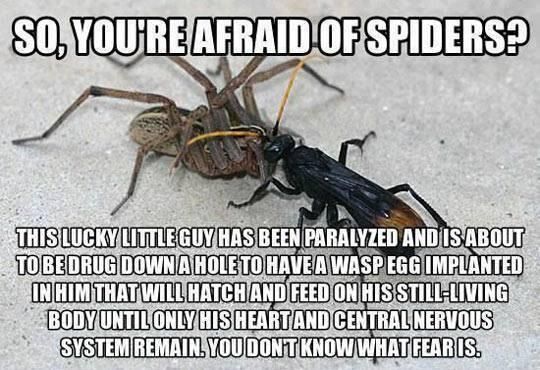 SO, YOU'RE AFRAID OF SPIDERS?
THIS LUCKY LITTLE GUY HAS BEEN PARALYZED AND IS ABOUT
TO BE DRUG DOWN A HOLE TO HAVE A WASP EGG IMPLANTED
IN HIM THAT WILL HATCH AND FEED ON HIS STILL-LIVING
BODY UNTIL ONLY HIS HEART AND CENTRAL NERVOUS
SYSTEM REMAIN. YOU DON'T KNOW WHAT FEAR IS.